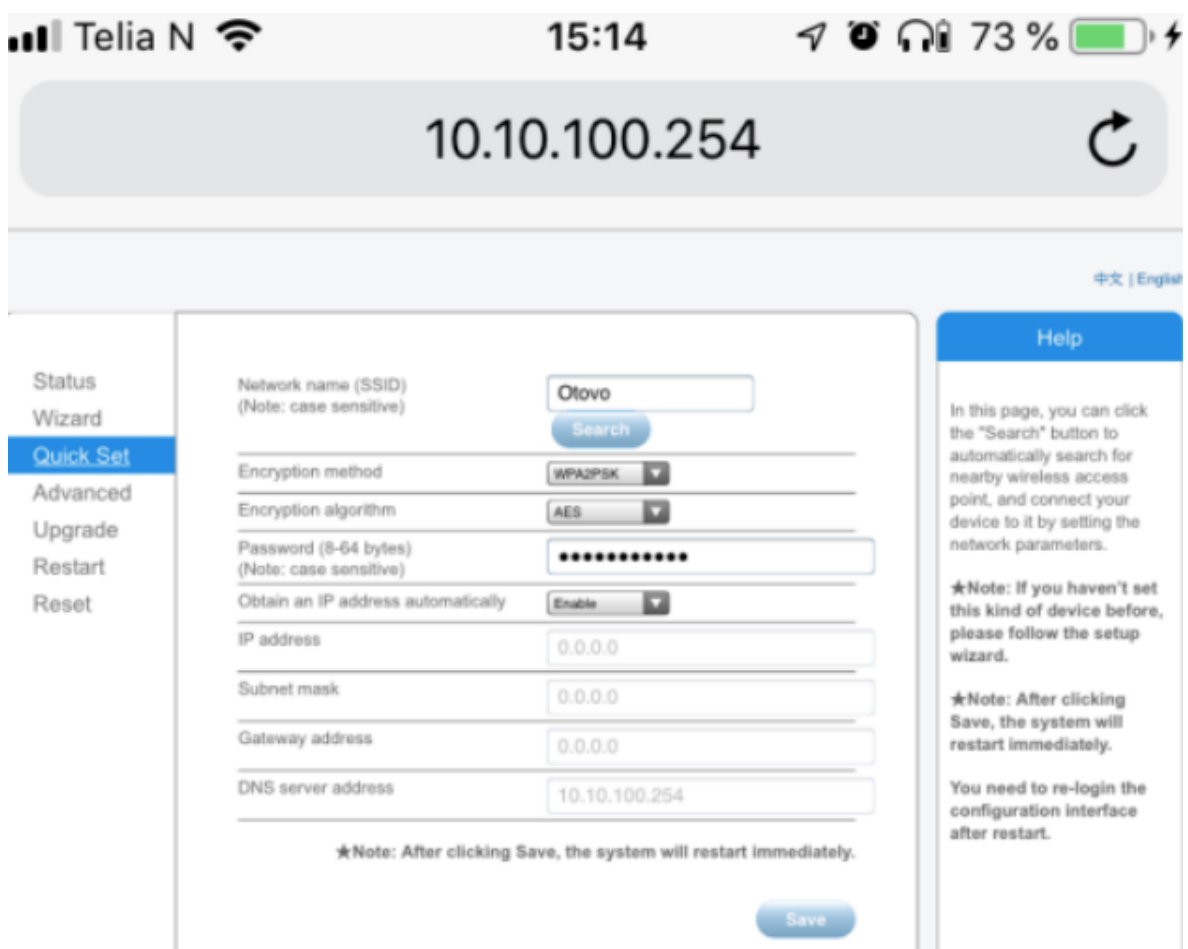 Telia N 15:14 73 %
10.10.100.254
中文 | English
Status
Wizard
Quick Set
Advanced
Upgrade
Restart
Reset
Network name (SSID)
(Note: case sensitive)
Otovo
Search
Encryption method
WPA2PSK
Encryption algorithm
AES
Password (8-64 bytes)
(Note: case sensitive)
•••••••••••
Obtain an IP address automatically
Enable
IP address
0.0.0.0
Subnet mask
0.0.0.0
Gateway address
0.0.0.0
DNS server address
10.10.100.254
★Note: After clicking Save, the system will restart immediately.
Save
Help
In this page, you can click
the "Search" button to
automatically search for
nearby wireless access
point, and connect your
device to it by setting the
network parameters.
★Note: If you haven't set
this kind of device before,
please follow the setup
wizard.
★Note: After clicking
Save, the system will
restart immediately.
You need to re-login the
configuration interface
after restart.